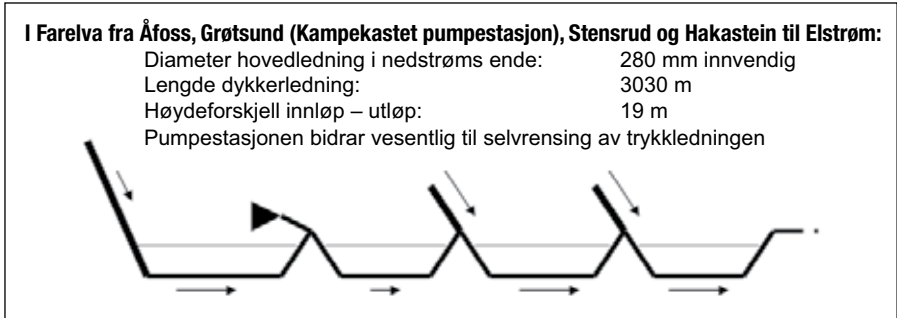 I Farelva fra Åfoss, Grøtsund (Kampekastet pumpestasjon), Stensrud og Hakastein til Elstrøm:
Diameter hovedledning i nedstrøms ende: 280 mm innvendig
Lengde dykkerledning: 3030 m
Høydeforskjell innløp – utløp: 19 m
Pumpestasjonen bidrar vesentlig til selvrensing av trykkledningen